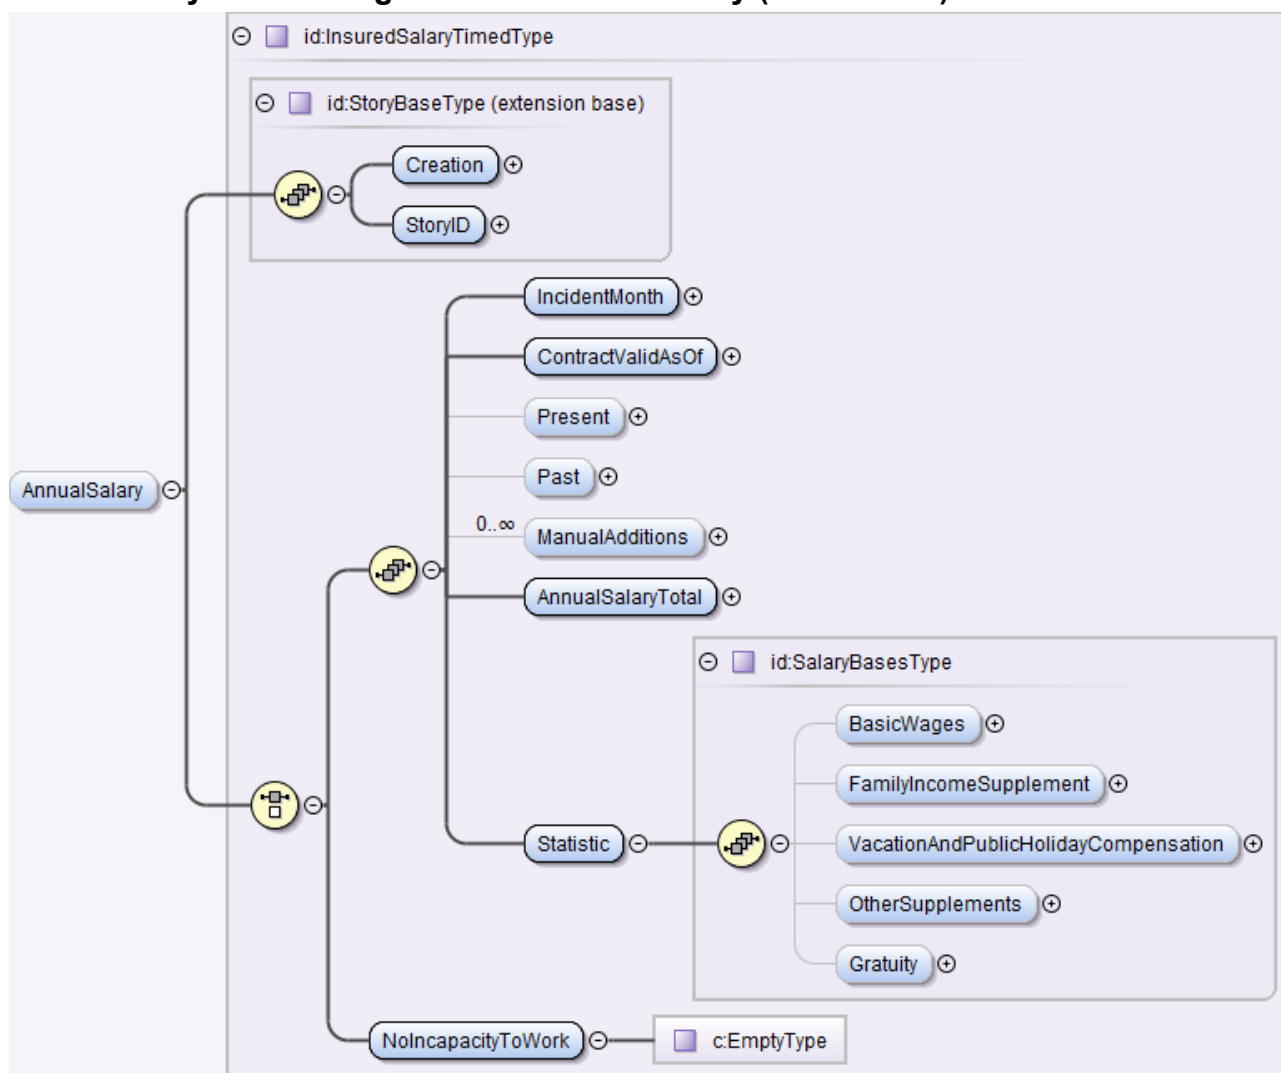 id:InsuredSalaryTimedType
id:StoryBaseType (extension base)
Creation
StoryID
IncidentMonth
ContractValidAsOf
Present
Past
AnnualSalary
0..∞
ManualAdditions
AnnualSalaryTotal
id:SalaryBasesType
BasicWages
FamilyIncomeSupplement
Statistic
VacationAndPublicHolidayCompensation
OtherSupplements
Gratuity
NoIncapacityToWork
c:EmptyType